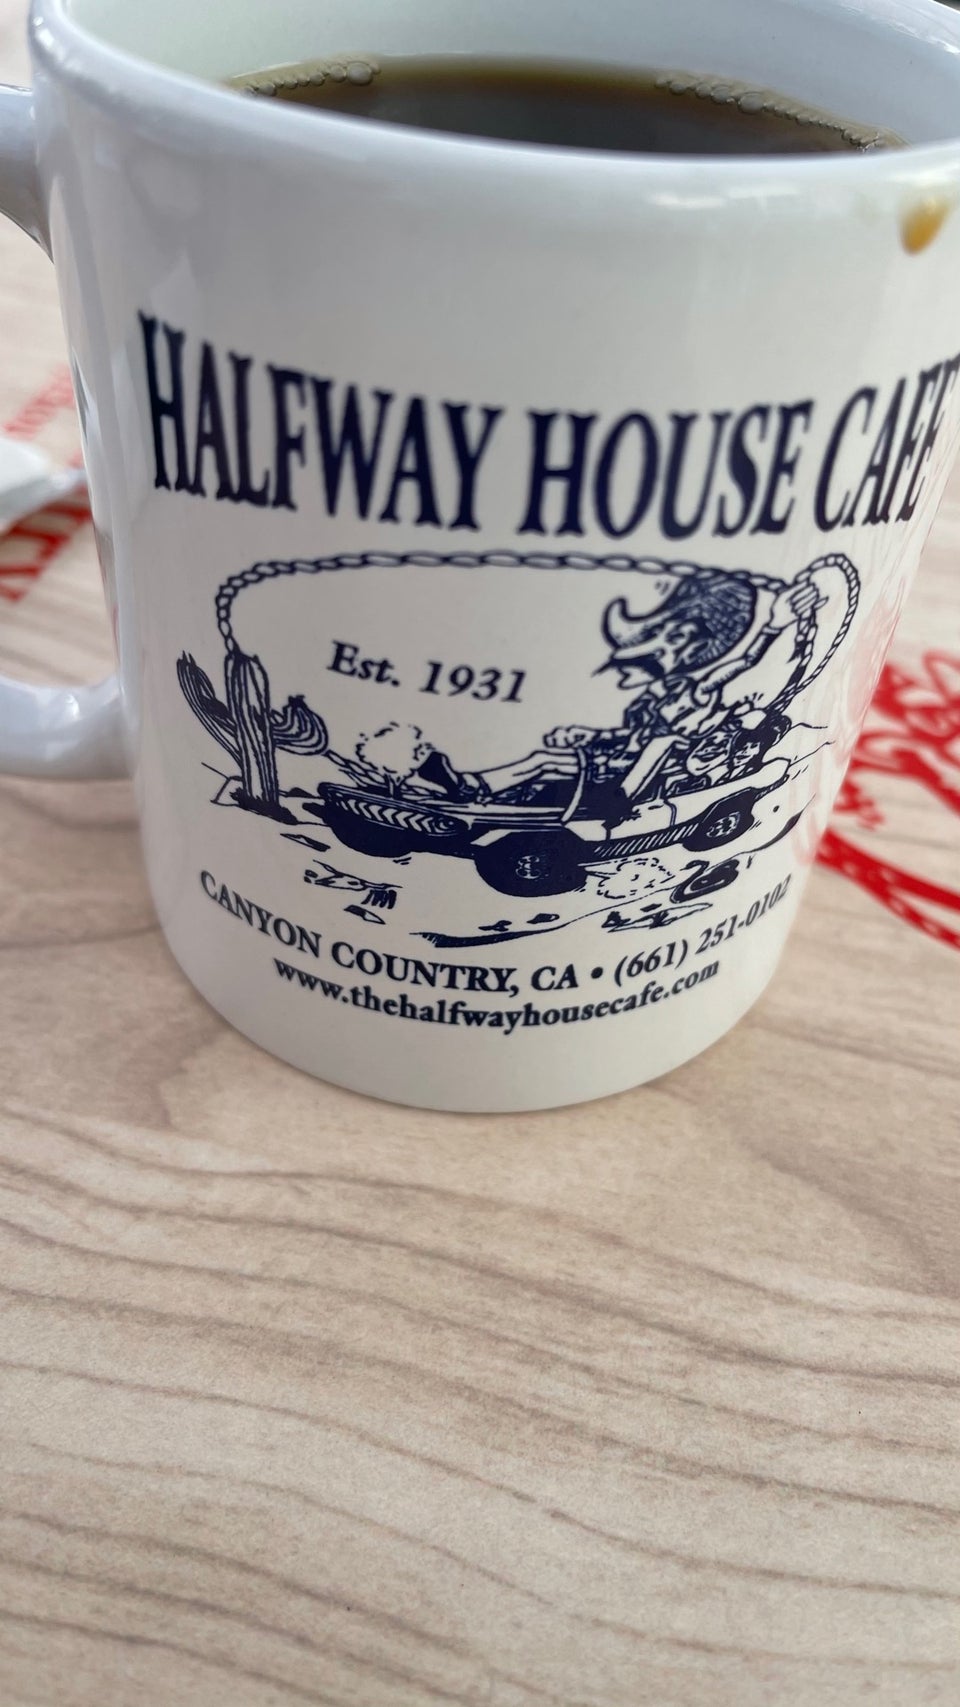 HALFWAY HOUSE CAFE
Est. 1931
CANYON COUNTRY, CA • (661) 251-0102
www.thehalfwayhousecafe.com